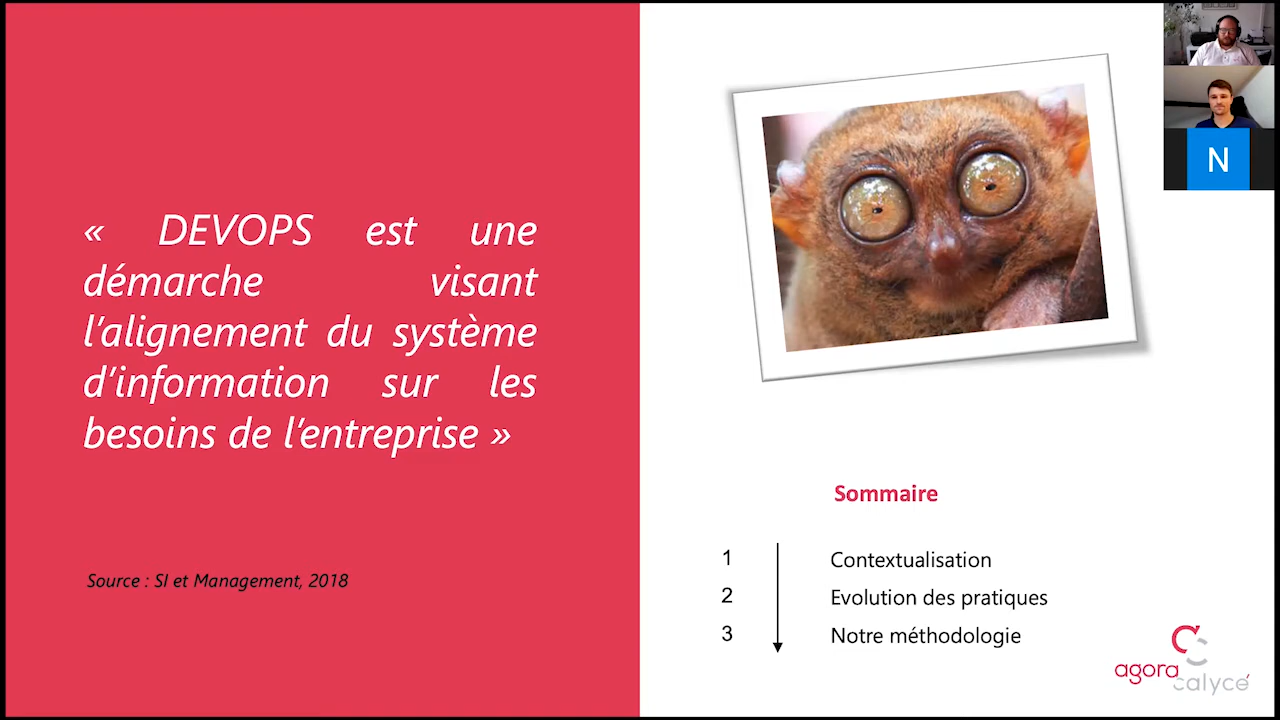 « DEVOPS est une
démarche visant
l’alignement du système
d’information sur les
besoins de l’entreprise »
Source : SI et Management, 2018
N
Sommaire
1 Contextualisation
2 Evolution des pratiques
3 Notre méthodologie
agora
calycé